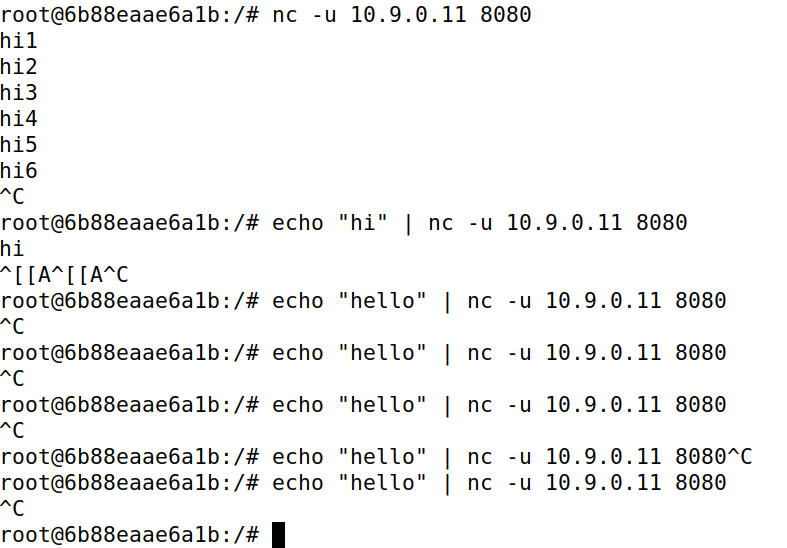 root@6b88eaae6a1b:/# nc -u 10.9.0.11 8080
hi1
hi2
hi3
hi4
hi5
hi6
^C
root@6b88eaae6a1b:/# echo "hi" | nc -u 10.9.0.11 8080
hi
^[[A^[[A^C
root@6b88eaae6a1b:/# echo "hello" | nc -u 10.9.0.11 8080
^C
root@6b88eaae6a1b:/# echo "hello" | nc -u 10.9.0.11 8080
^C
root@6b88eaae6a1b:/# echo "hello" | nc -u 10.9.0.11 8080
^C
root@6b88eaae6a1b:/# echo "hello" | nc -u 10.9.0.11 8080^C
root@6b88eaae6a1b:/# echo "hello" | nc -u 10.9.0.11 8080
^C
root@6b88eaae6a1b:/#